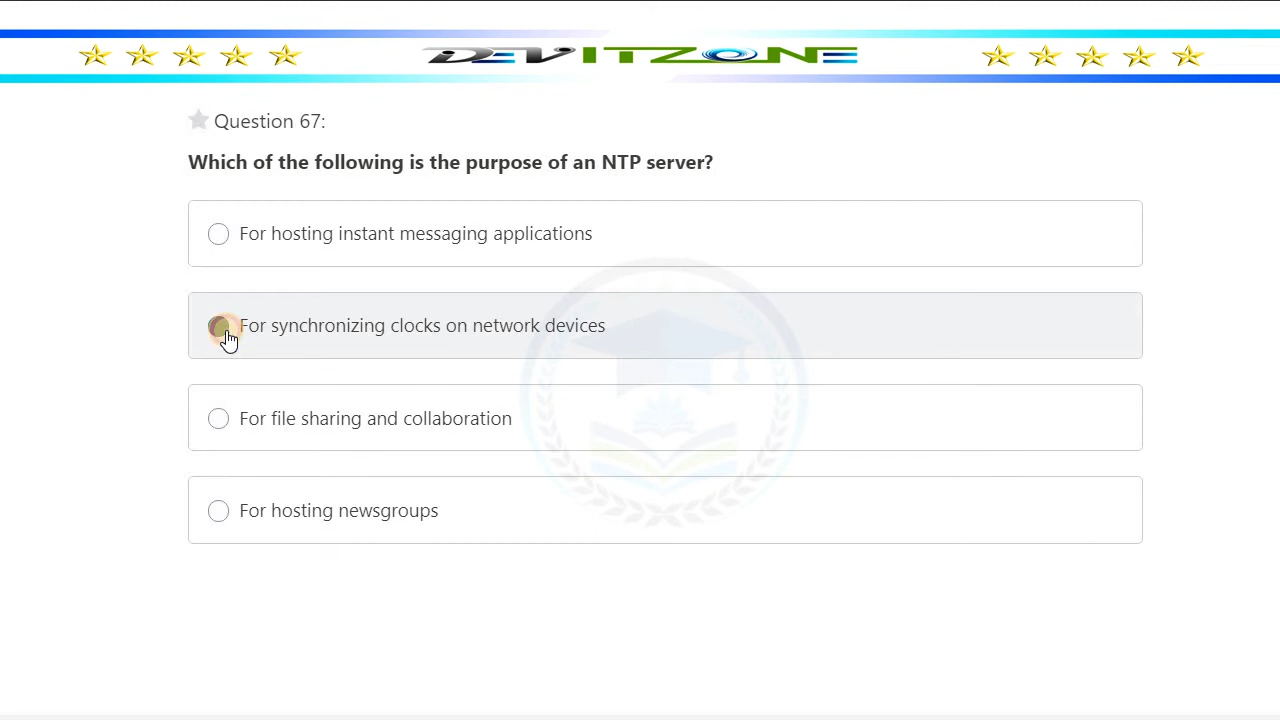 DEVITZONE
Question 67:
Which of the following is the purpose of an NTP server?
For hosting instant messaging applications
For synchronizing clocks on network devices
For file sharing and collaboration
For hosting newsgroups